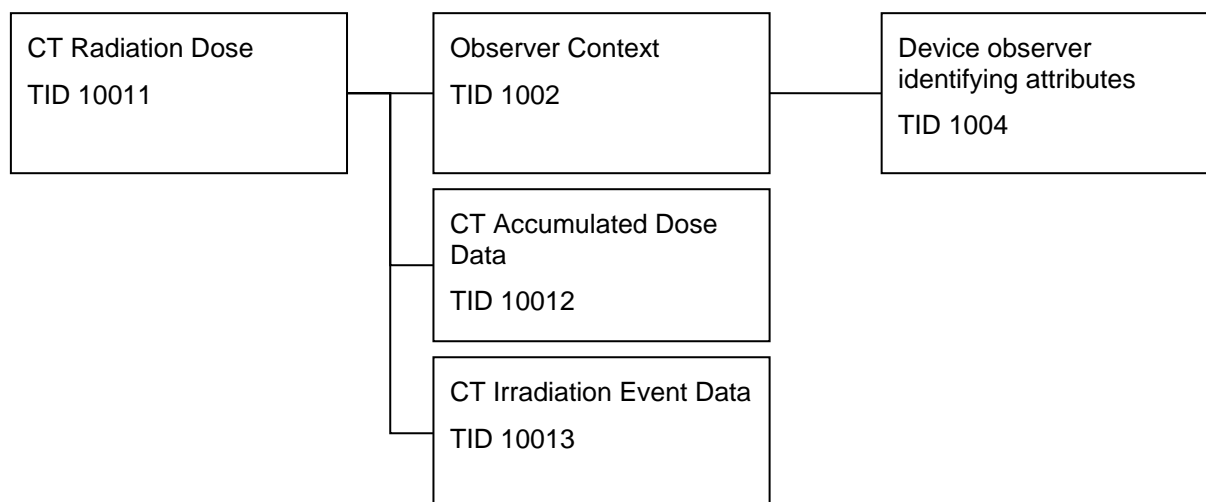 CT Radiation Dose
TID 10011
Observer Context
TID 1002
Device observer
identifying attributes
TID 1004
CT Accumulated Dose
Data
TID 10012
CT Irradiation Event Data
TID 10013